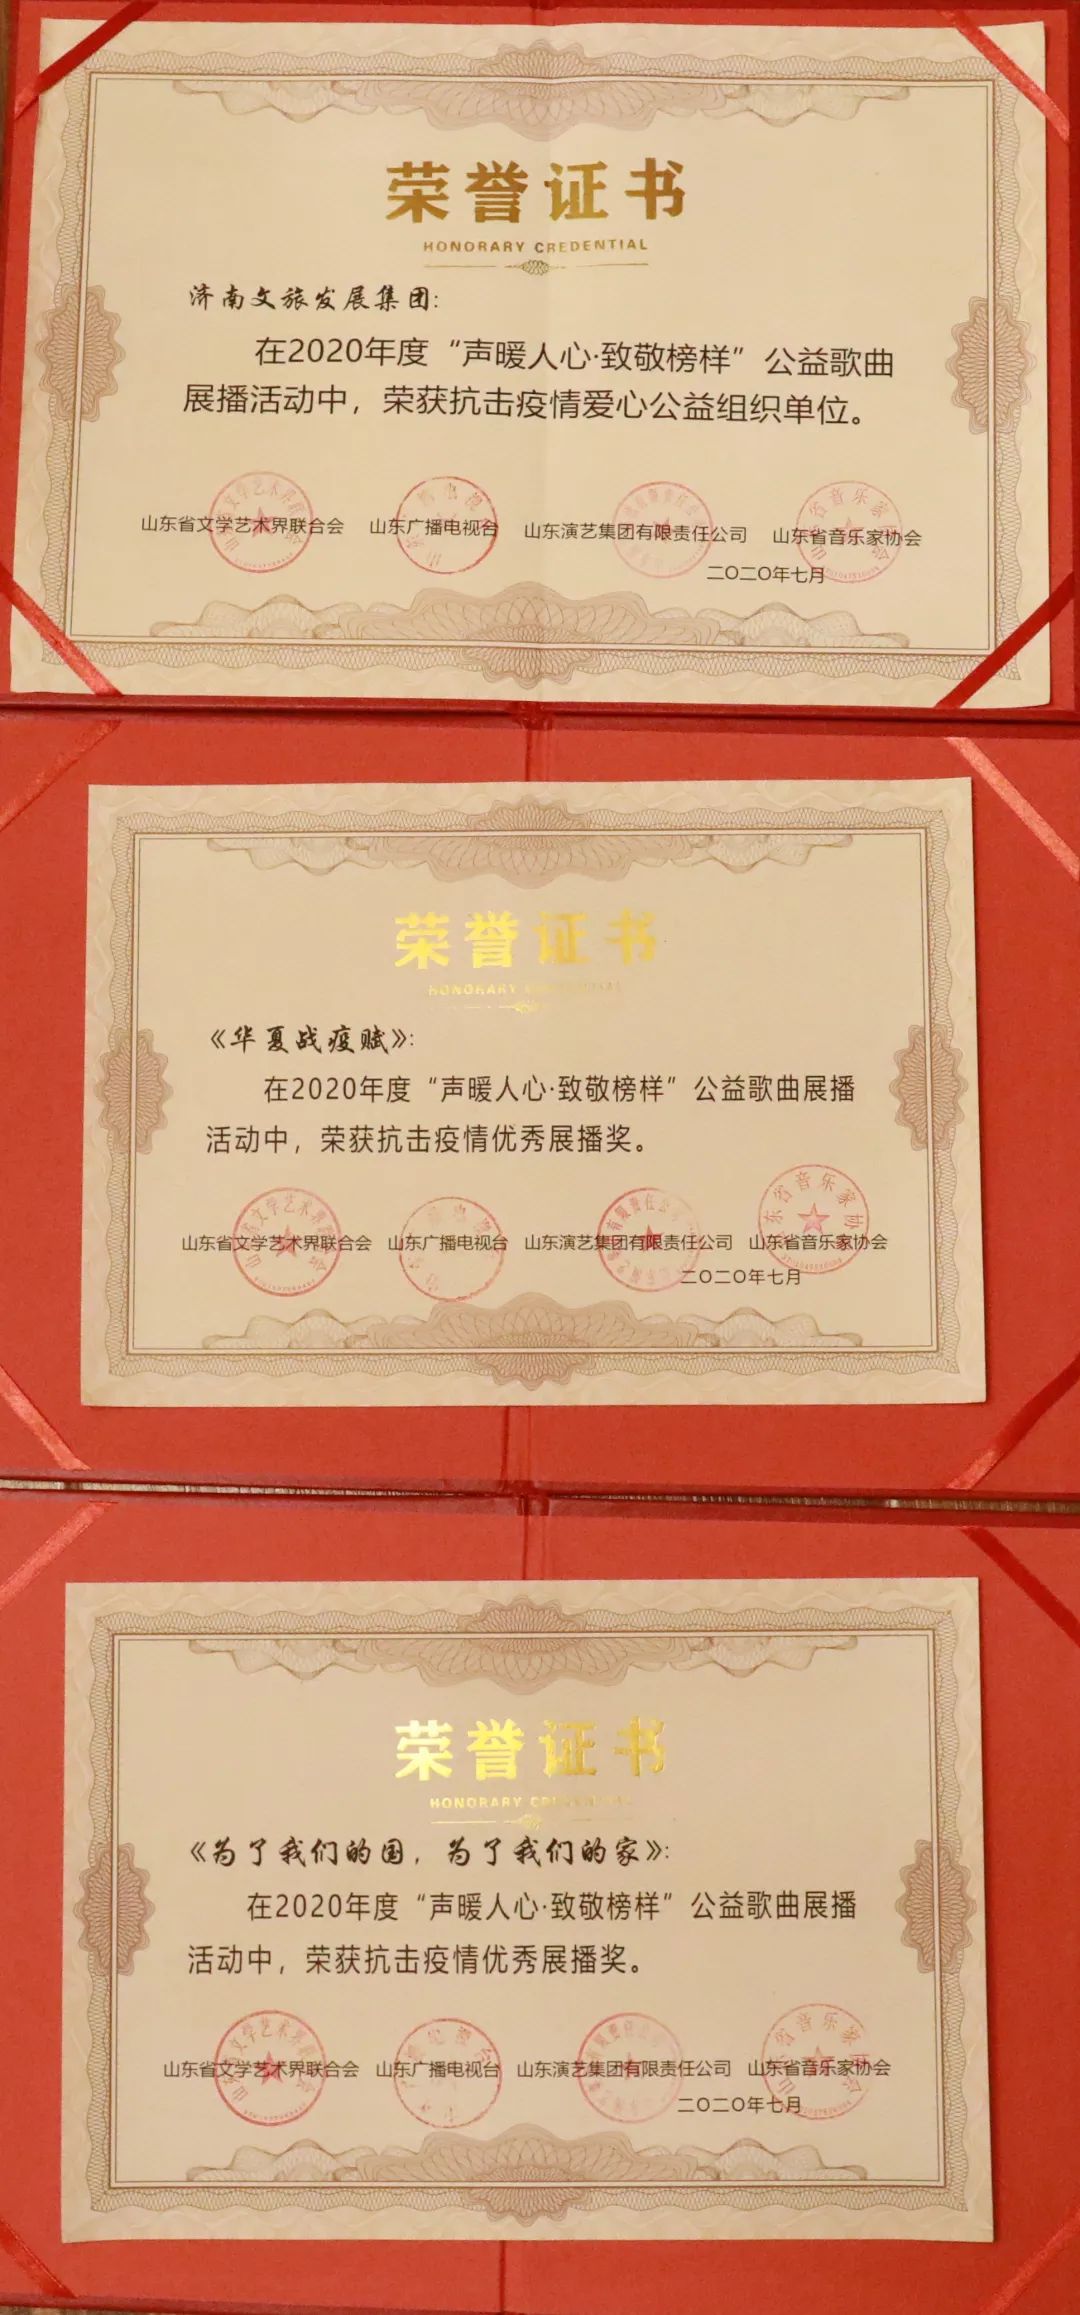 荣誉证书
HONORARY CREDENTIAL
济南文旅发展集团:
在2020年度“声暖人心·致敬榜样”公益歌曲
展播活动中，荣获抗击疫情爱心公益组织单位。
山东省文学艺术界联合会 山东广播电视台 山东演艺集团有限责任公司 山东省音乐家协会
二〇二〇年七月
荣誉证书
HONORARY CREDENTIAL
《华夏战疫赋》:
在2020年度“声暖人心·致敬榜样”公益歌曲展播
活动中，荣获抗击疫情优秀展播奖。
山东省文学艺术界联合会 山东广播电视台 山东演艺集团有限责任公司 山东省音乐家协会
二〇二〇年七月
荣誉证书
HONORARY CREDENTIAL
《为了我们的国，为了我们的家》:
在2020年度“声暖人心·致敬榜样”公益歌曲展播
活动中，荣获抗击疫情优秀展播奖。
山东省文学艺术界联合会 山东广播电视台 山东演艺集团有限责任公司 山东省音乐家协会
二〇二〇年七月